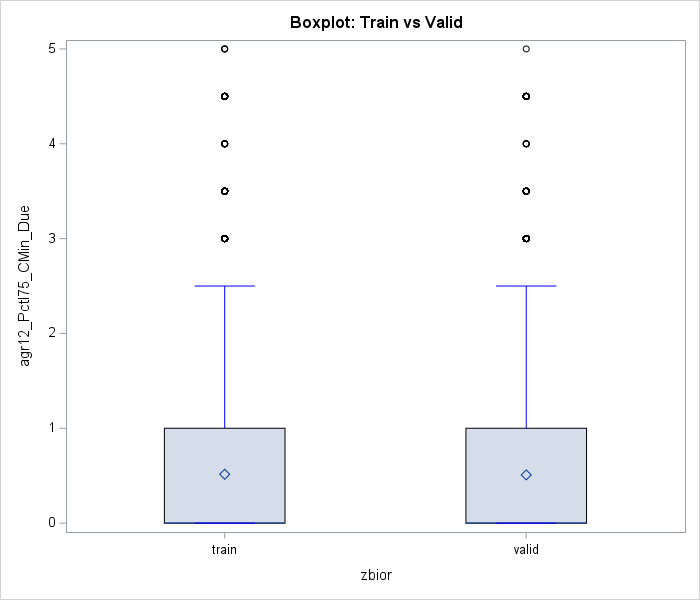 Boxplot: Train vs Valid
agr12_Pctl75_CMin_Due
5
4
3
2
1
0
train
valid
zbior